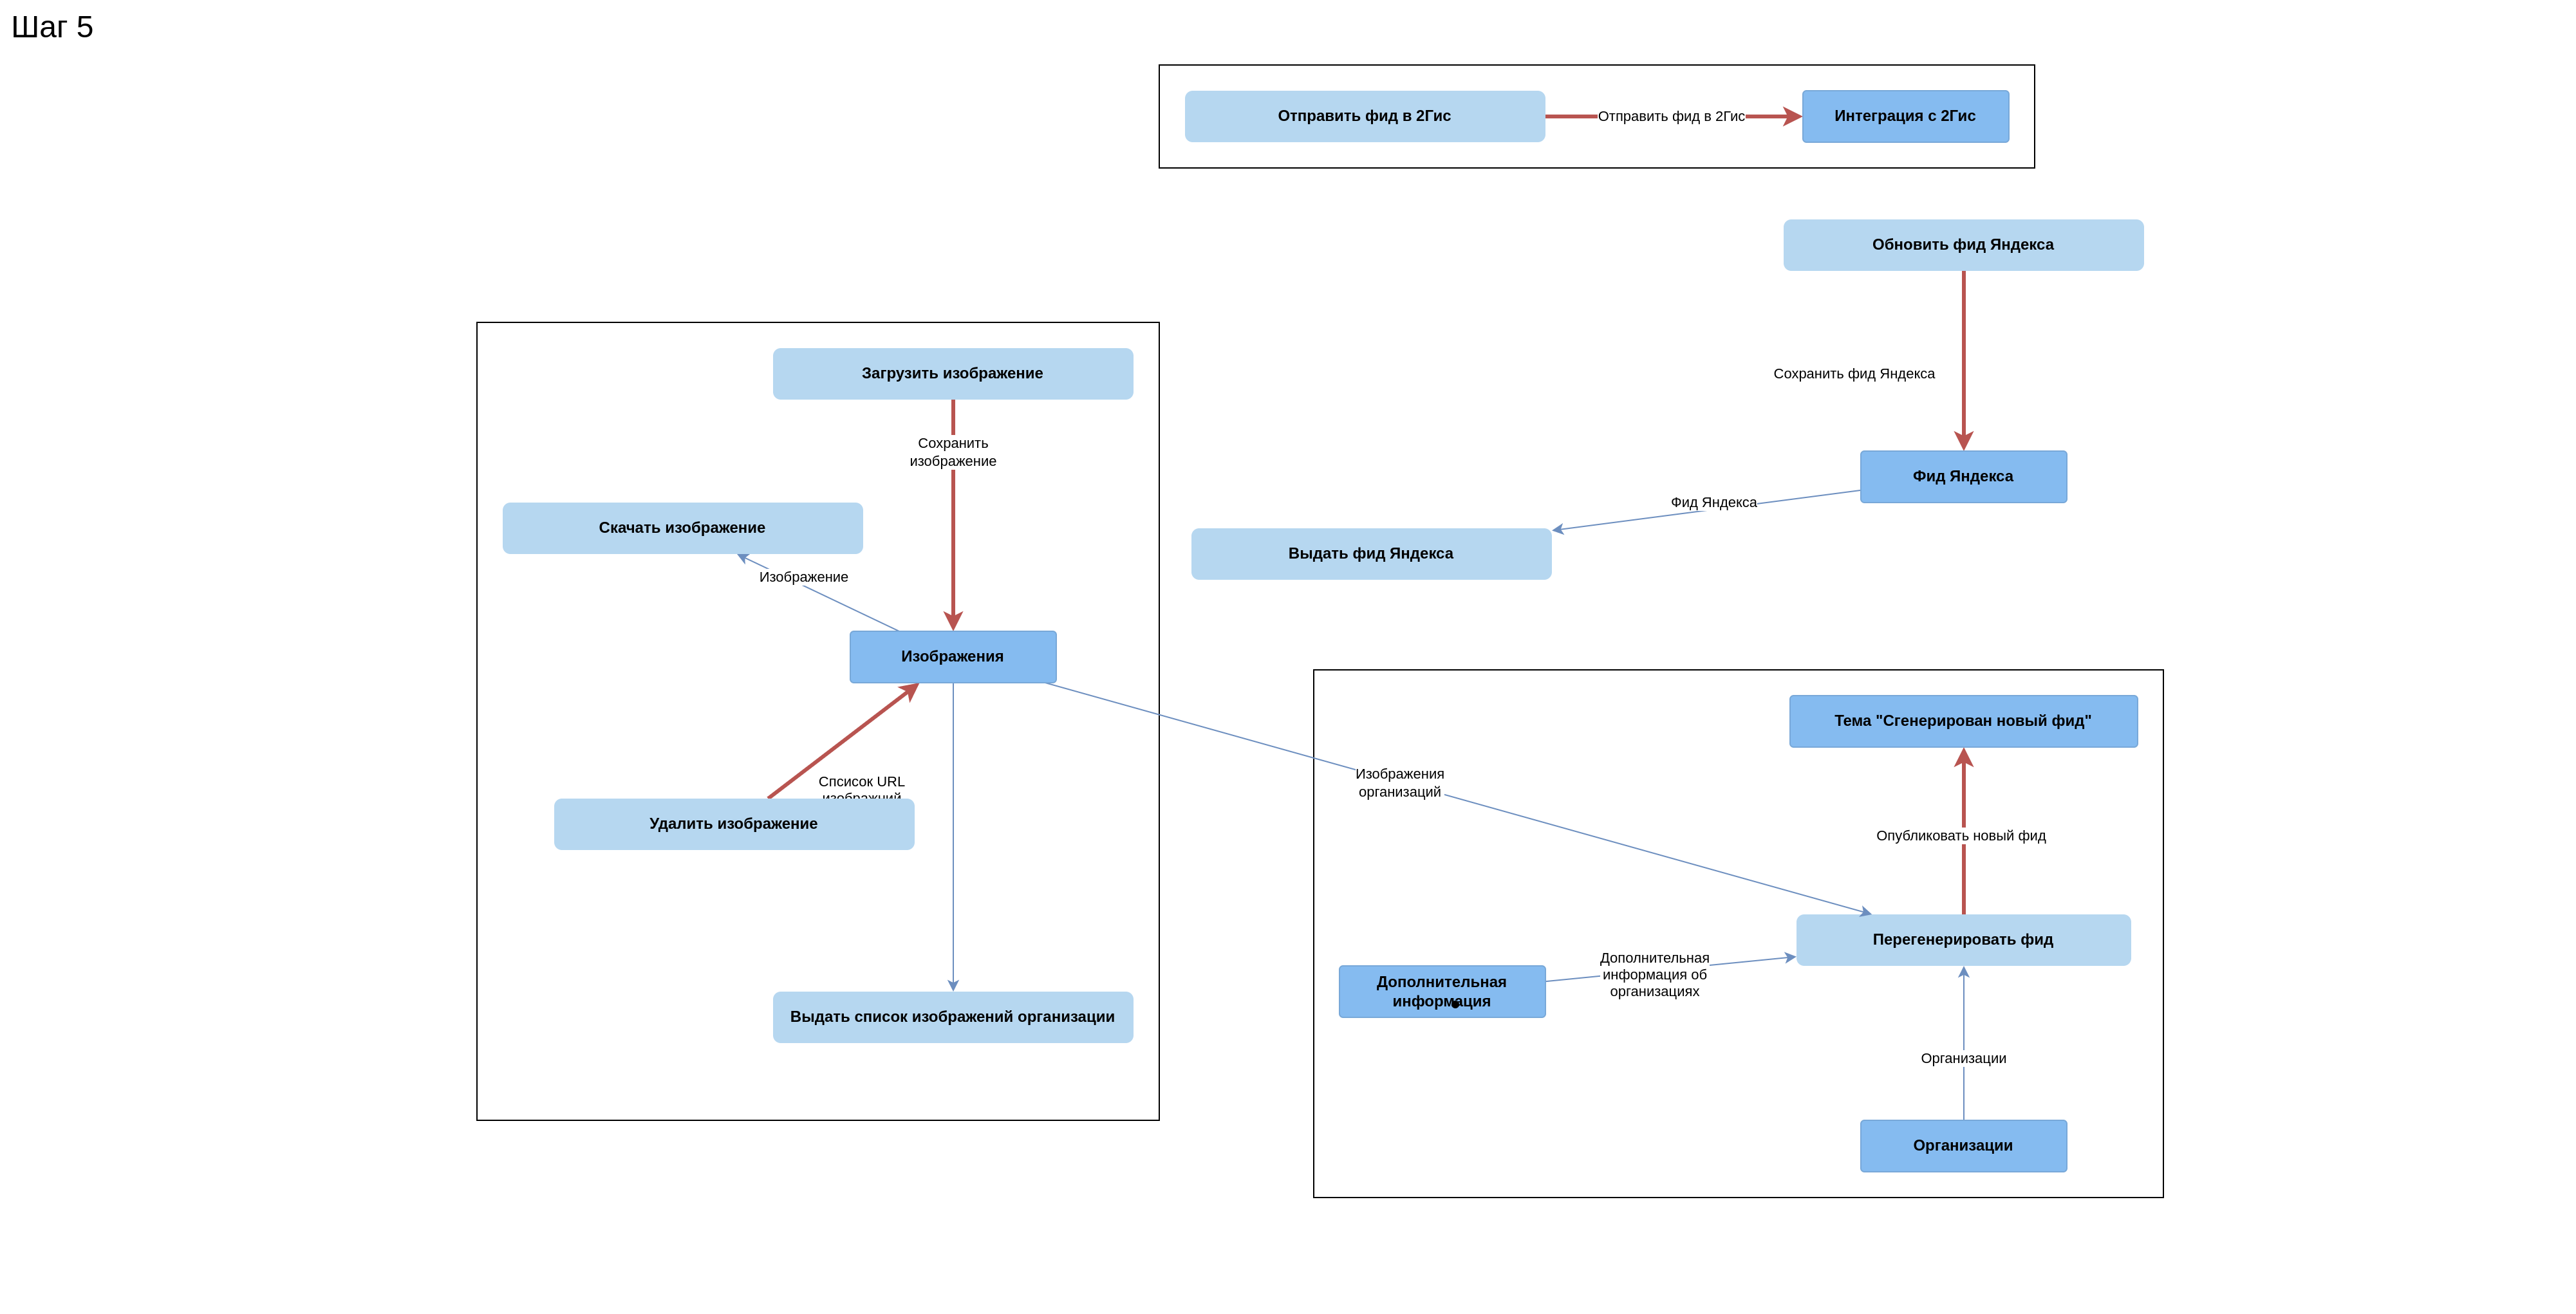 Шаг 5
Отправить фид в 2Гис
Отправить фид в 2Гис
Интеграция с 2Гис
Обновить фид Яндекса
Сохранить фид Яндекса
Фид Яндекса
Фид Яндекса
Выдать фид Яндекса
Загрузить изображение
Сохранить
изображение
Скачать изображение
Изображение
Изображения
Спсисок URL
изображний
Удалить изображение
Выдать список изображений организации
Изображения
организаций
Тема "Сгенерирован новый фид"
Опубликовать новый фид
Перегенерировать фид
Дополнительная
информация об
организациях
Дополнительная
информация
Организации
Организации